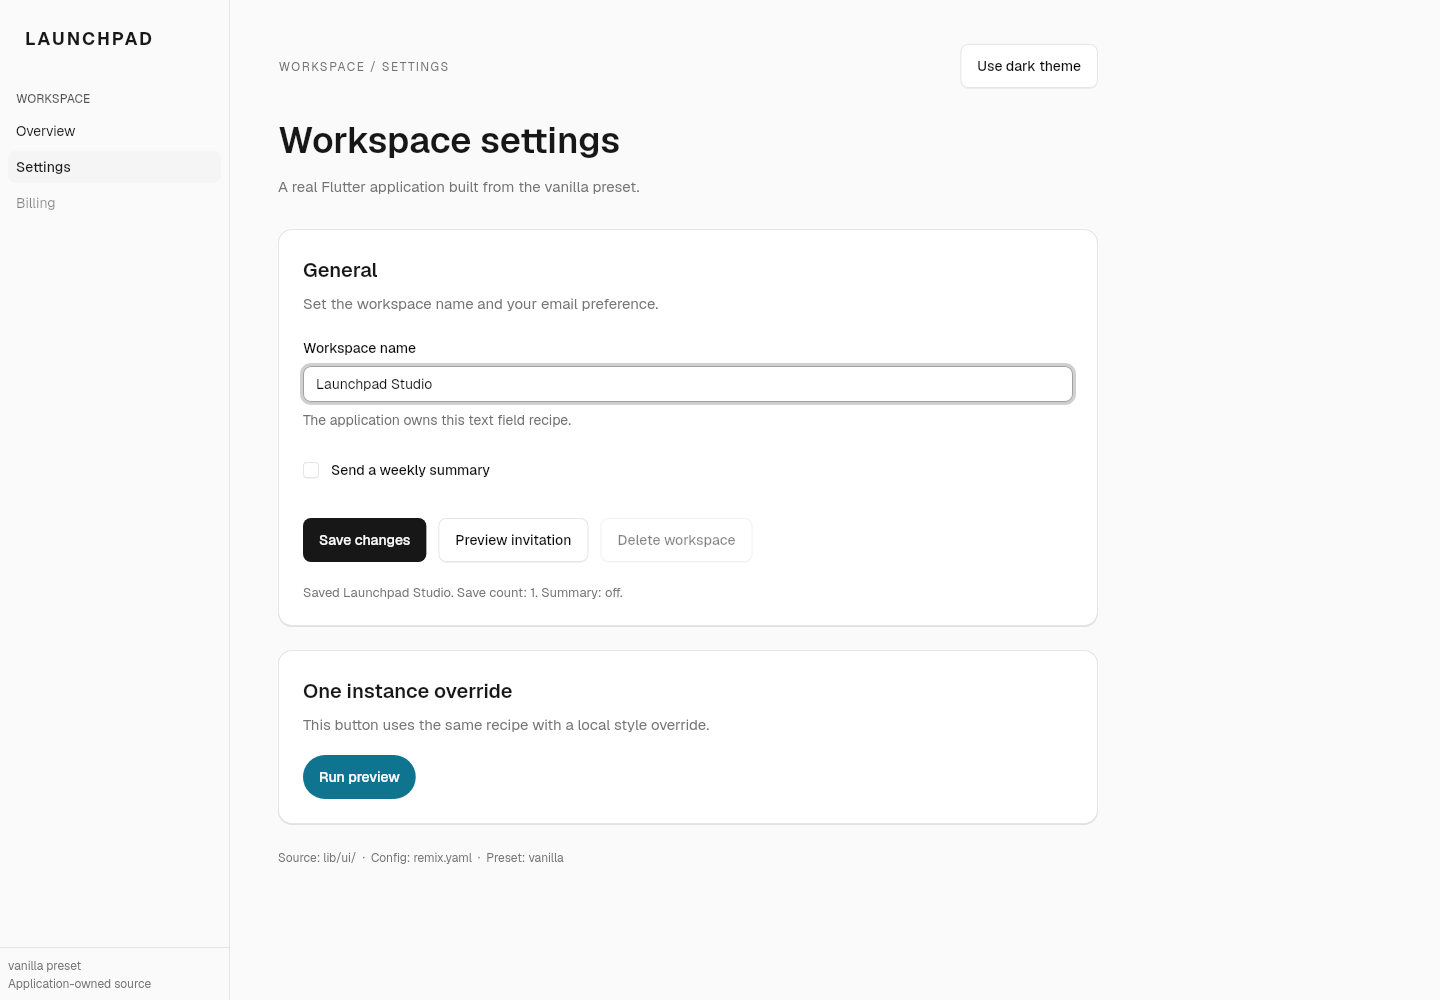 LAUNCHPAD
WORKSPACE
Overview
Settings
Billing
vanilla preset
Application-owned source
WORKSPACE / SETTINGS
Use dark theme
Workspace settings
A real Flutter application built from the vanilla preset.
General
Set the workspace name and your email preference.
Workspace name
Launchpad Studio
The application owns this text field recipe.
Send a weekly summary
Save changes
Preview invitation
Delete workspace
Saved Launchpad Studio. Save count: 1. Summary: off.
One instance override
This button uses the same recipe with a local style override.
Run preview
Source: lib/ui/ · Config: remix.yaml · Preset: vanilla